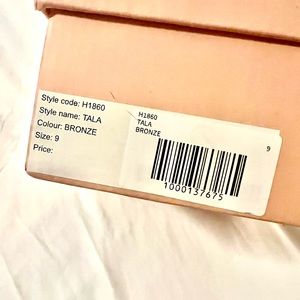 Style code: H1860
Style name: TALA
Colour: BRONZE
Size: 9
Price:
H1860
TALA
BRONZE
9
1000137675